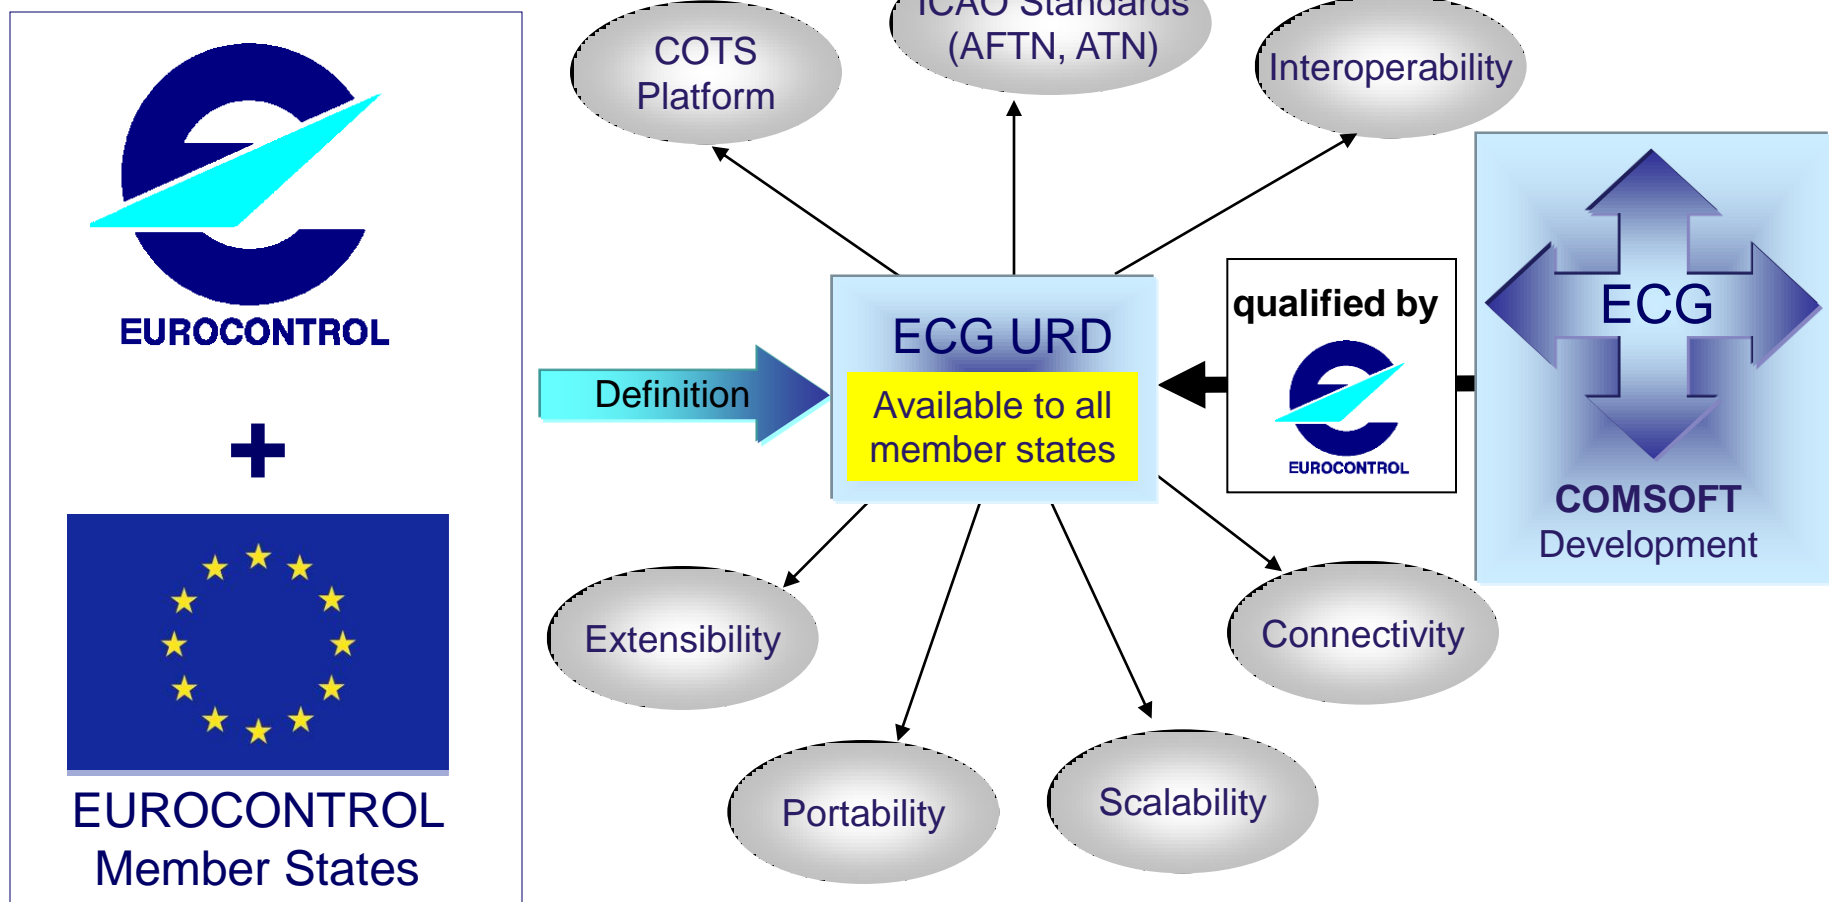 EUROCONTROL
+
EUROCONTROL
Member States
COTS
Platform
ICAO Standards
(AFTN, ATN)
Interoperability
Definition
ECG URD
Available to all
member states
qualified by
EUROCONTROL
ECG
COMSOFT
Development
Extensibility
Connectivity
Portability
Scalability